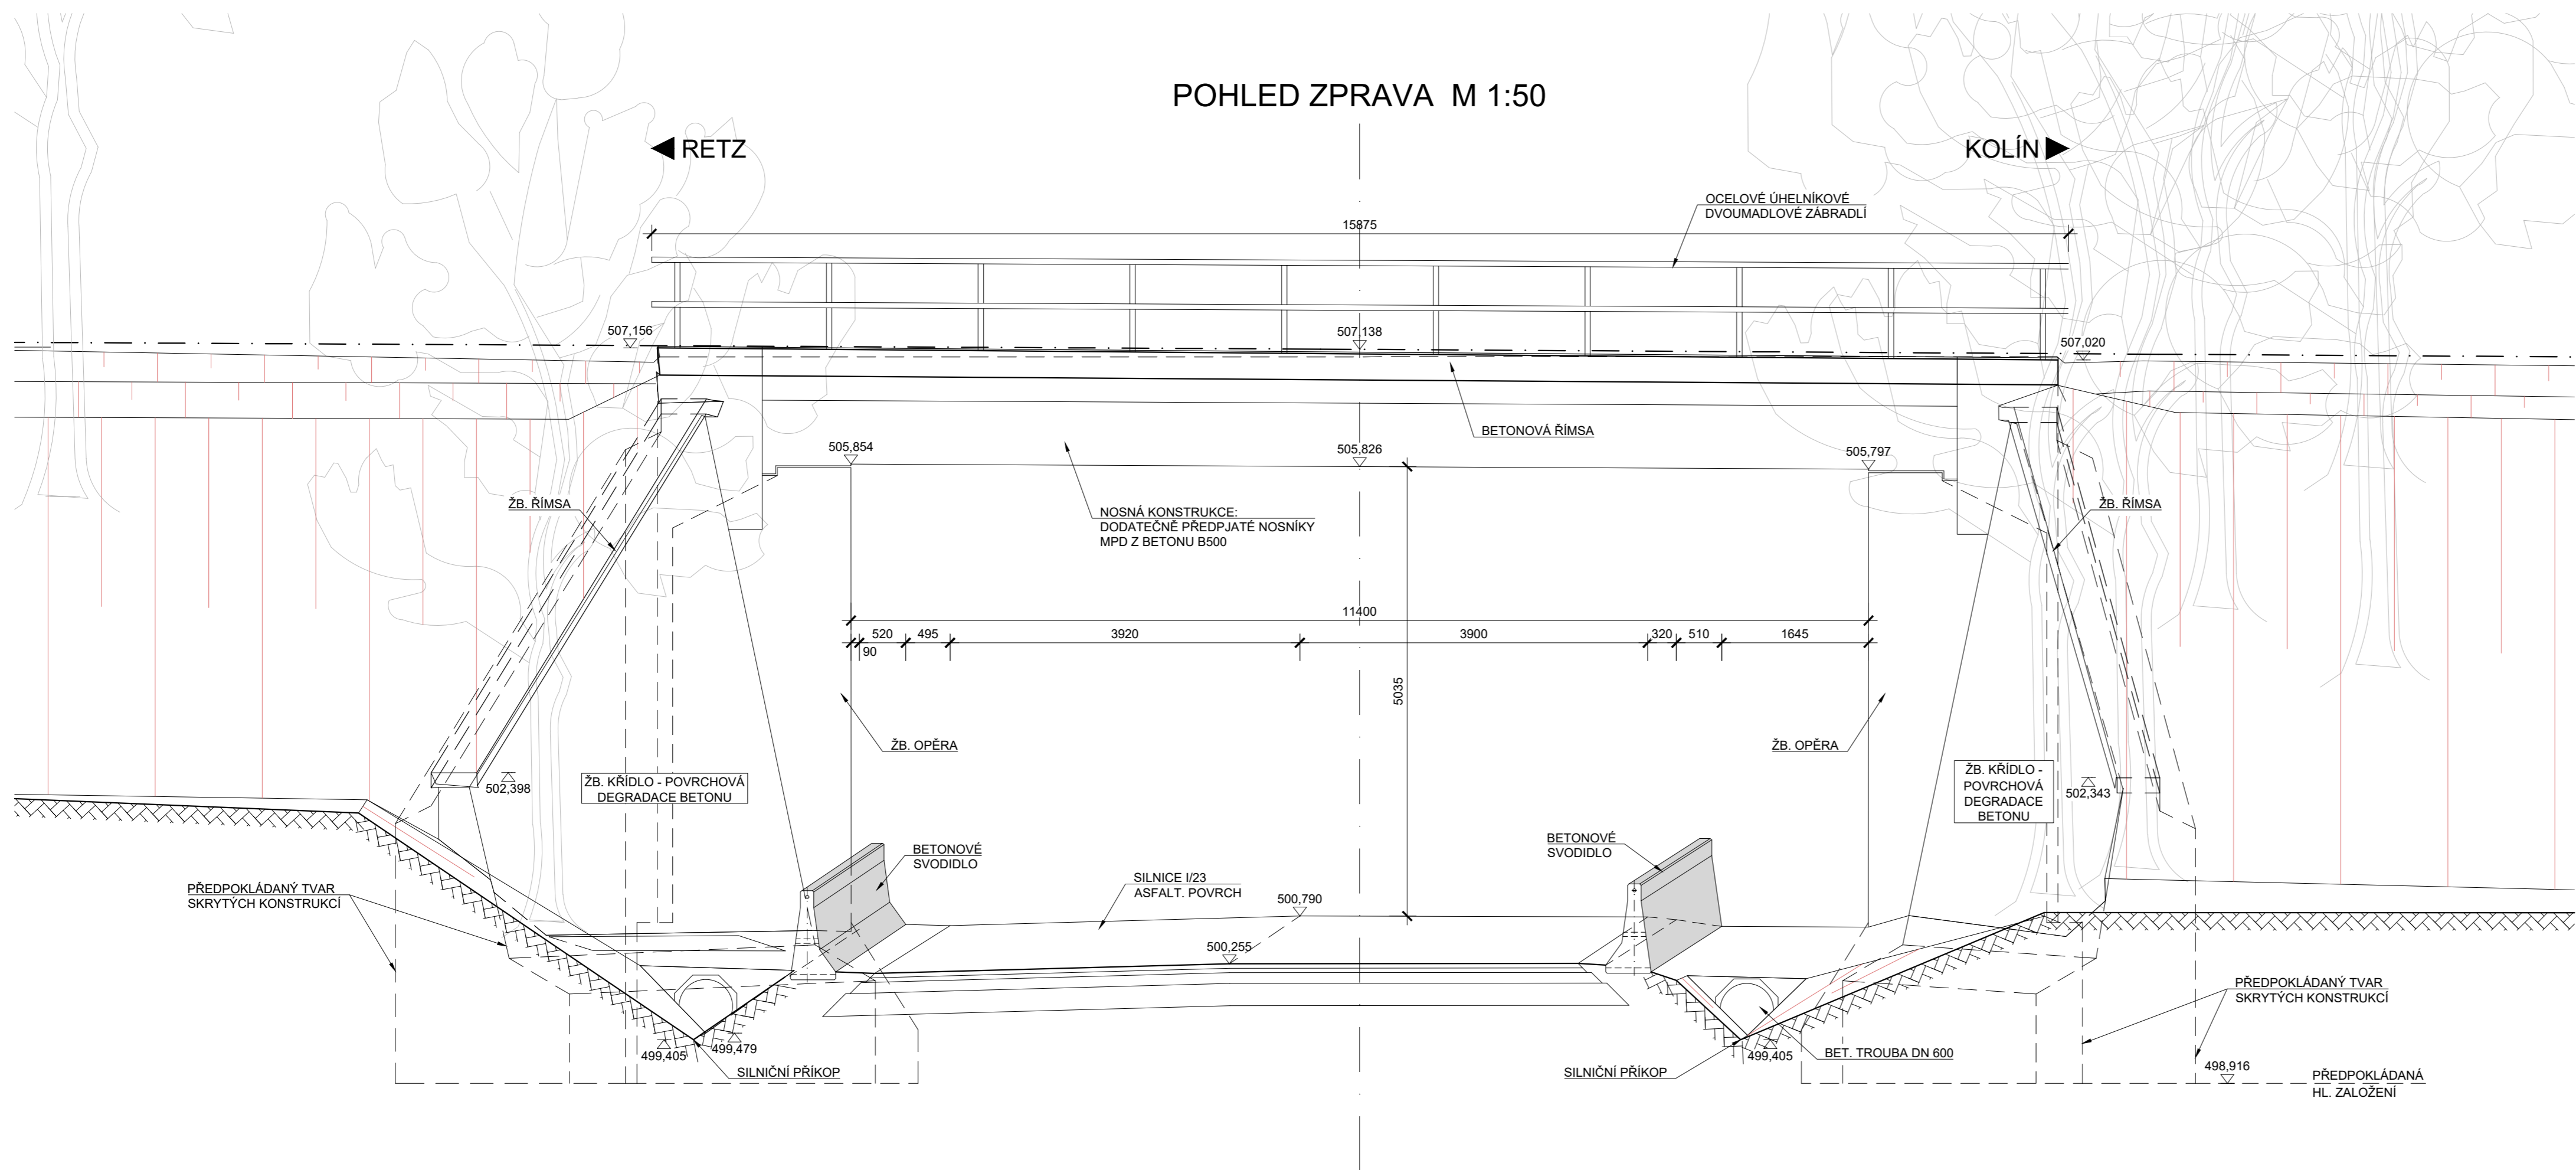 POHLED ZPRAVA M 1:50
RETZ
KOLÍN
OCELOVÉ ÚHELNÍKOVÉ
DVOUMADLOVÉ ZÁBRADLÍ
15875
507,156
507,138
507,020
BETONOVÁ ŘÍMSA
505,854
505,826
505,797
ŽB. ŘÍMSA
NOSNÁ KONSTRUKCE:
DODATEČNĚ PŘEDPJATÉ NOSNÍKY
MPD Z BETONU B500
ŽB. ŘÍMSA
11400
520
495
3920
3900
320
510
1645
90
5035
ŽB. OPĚRA
ŽB. OPĚRA
502,398
ŽB. KŘÍDLO - POVRCHOVÁ
DEGRADACE BETONU
ŽB. KŘÍDLO -
POVRCHOVÁ
DEGRADACE
BETONU
502,343
BETONOVÉ
SVODIDLO
BETONOVÉ
SVODIDLO
PŘEDPOKLÁDANÝ TVAR
SKRYTÝCH KONSTRUKCÍ
SILNICE I/23
ASFALT. POVRCH
500,790
500,255
PŘEDPOKLÁDANÝ TVAR
SKRYTÝCH KONSTRUKCÍ
499,405
499,479
499,405
BET. TROUBA DN 600
SILNIČNÍ PŘÍKOP
SILNIČNÍ PŘÍKOP
498,916
PŘEDPOKLÁDANÁ
HL. ZALOŽENÍ